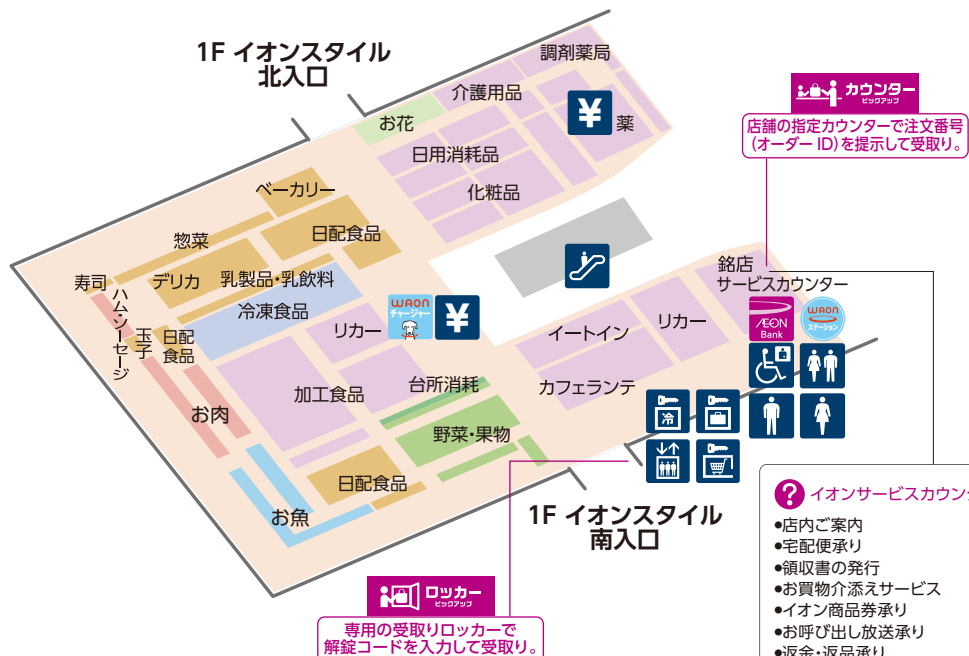 1F イオンスタイル
北入口
調剤薬局
介護用品
お花
¥
薬
日用消耗品
化粧品
カウンター
ピックアップ
店舗の指定カウンターで注文番号
(オーダーID)を提示して受取り。
ベーカリー
惣菜
日配食品
寿司
デリカ
乳製品・乳飲料
冷凍食品
ハム・ソーセージ
玉子
日配
食品
リカー
WAON
チャージャー
¥
銘店
サービスカウンター
イートイン
リカー
AEON
Bank
WAON
ステーション
加工食品
台所消耗
カフェランテ
冷
お肉
野菜・果物
日配食品
お魚
1F イオンスタイル
南入口
ロッカー
ピックアップ
専用の受取りロッカーで
解錠コードを入力して受取り。
? イオンサービスカウン
•店内ご案内
•宅配便承り
•領収書の発行
•お買物介添えサービス
•イオン商品券承り
•お呼び出し放送承り
•返金・返品承り